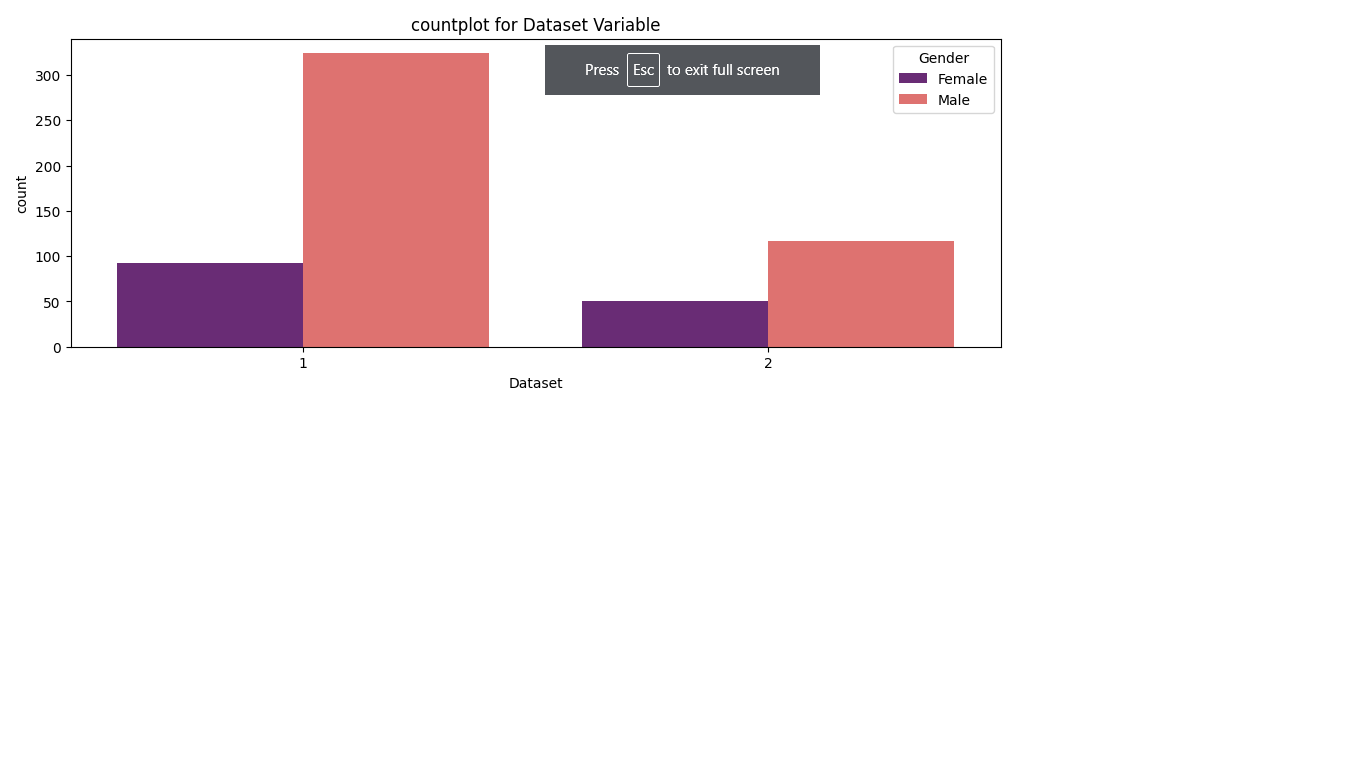 countplot for Dataset Variable
Press Esc to exit full screen
Gender
Female
Male
300
250
200
150
100
50
0
count
1 2
Dataset